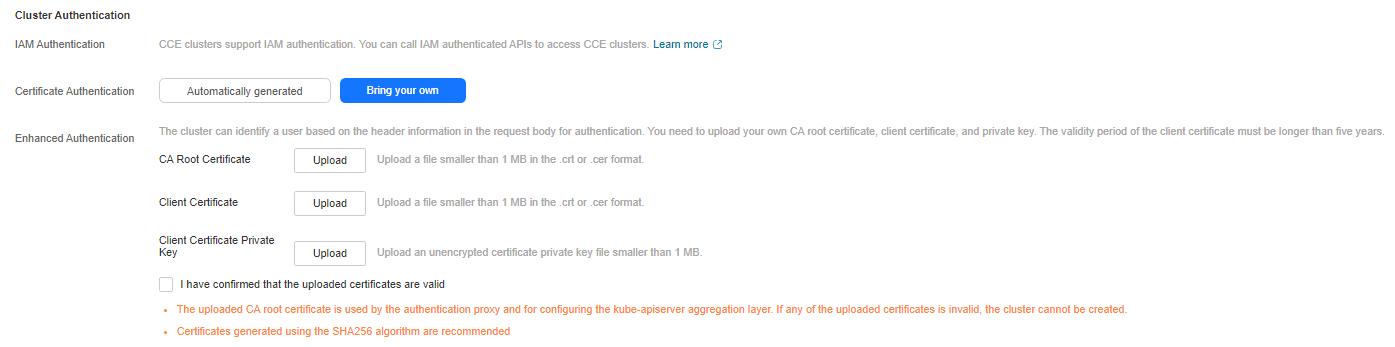 Cluster Authentication
IAM Authentication
CCE clusters support IAM authentication. You can call IAM authenticated APIs to access CCE clusters. Learn more
Certificate Authentication
Automatically generated
Bring your own
Enhanced Authentication
The cluster can identify a user based on the header information in the request body for authentication. You need to upload your own CA root certificate, client certificate, and private key. The validity period of the client certificate must be longer than five years.
CA Root Certificate
Upload
Upload a file smaller than 1 MB in the .crt or .cer format.
Client Certificate
Upload
Upload a file smaller than 1 MB in the .crt or .cer format.
Client Certificate Private
Key
Upload
Upload an unencrypted certificate private key file smaller than 1 MB.
I have confirmed that the uploaded certificates are valid
• The uploaded CA root certificate is used by the authentication proxy and for configuring the kube-apiserver aggregation layer. If any of the uploaded certificates is invalid, the cluster cannot be created.
• Certificates generated using the SHA256 algorithm are recommended